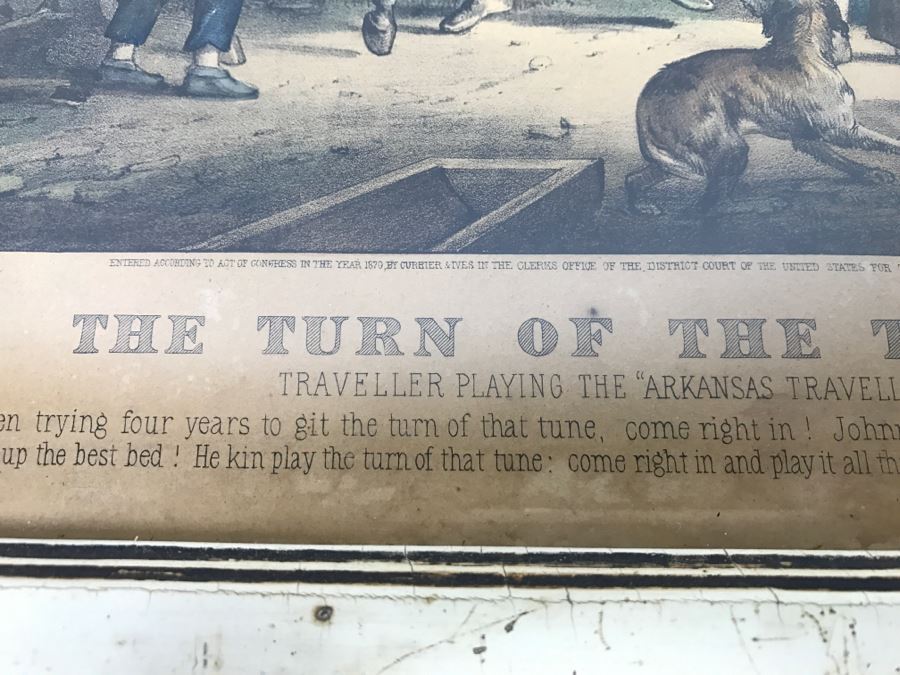 ENTERED ACCORDING TO ACT OF CONGRESS IN THE YEAR 1870, BY CURRIER & IVES IN THE CLERKS OFFICE OF THE DISTRICT COURT OF THE UNITED STATES FOR
THE TURN OF THE T
TRAVELLER PLAYING THE "ARKANSAS TRAVELL
en trying four years to git the turn of that tune, come right in! Johnn
up the best bed! He kin play the turn of that tune: come right in and play it all th